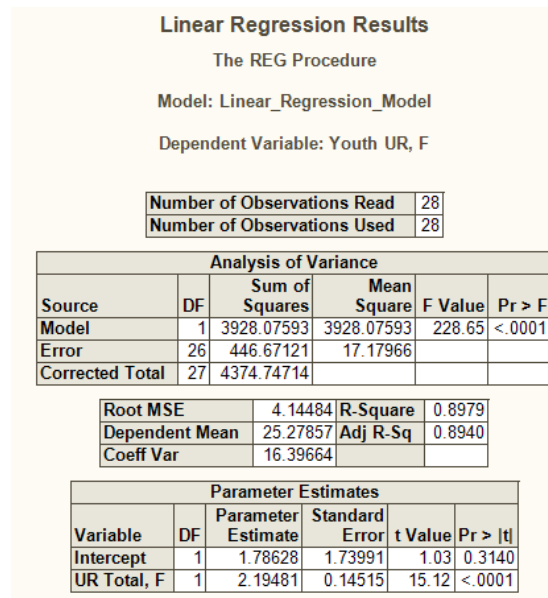 Linear Regression Results
The REG Procedure
Model: Linear_Regression_Model
Dependent Variable: Youth UR, F
Number of Observations Read 28
Number of Observations Used 28
Analysis of Variance
Source DF Sum of Squares Mean Square F Value Pr > F
Model 1 3928.07593 3928.07593 228.65 <.0001
Error 26 446.67121 17.17966
Corrected Total 27 4374.74714
Root MSE 4.14484 R-Square 0.8979
Dependent Mean 25.27857 Adj R-Sq 0.8940
Coeff Var 16.39664
Parameter Estimates
Variable DF Parameter Estimate Standard Error t Value Pr > |t|
Intercept 1 1.78628 1.73991 1.03 0.3140
UR Total, F 1 2.19481 0.14515 15.12 <.0001